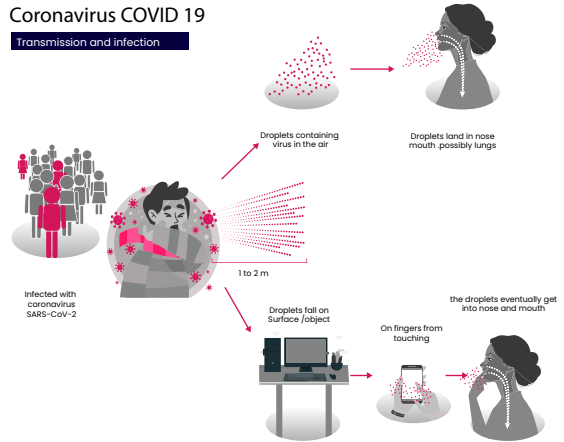 Coronavirus COVID 19
Transmission and infection
Droplets containing
virus in the air
Droplets land in nose
mouth .possibly lungs
1 to 2 m
Infected with
coronavirus
SARS-CoV-2
Droplets fall on
Surface /object
On fingers from
touching
the droplets eventually get
into nose and mouth